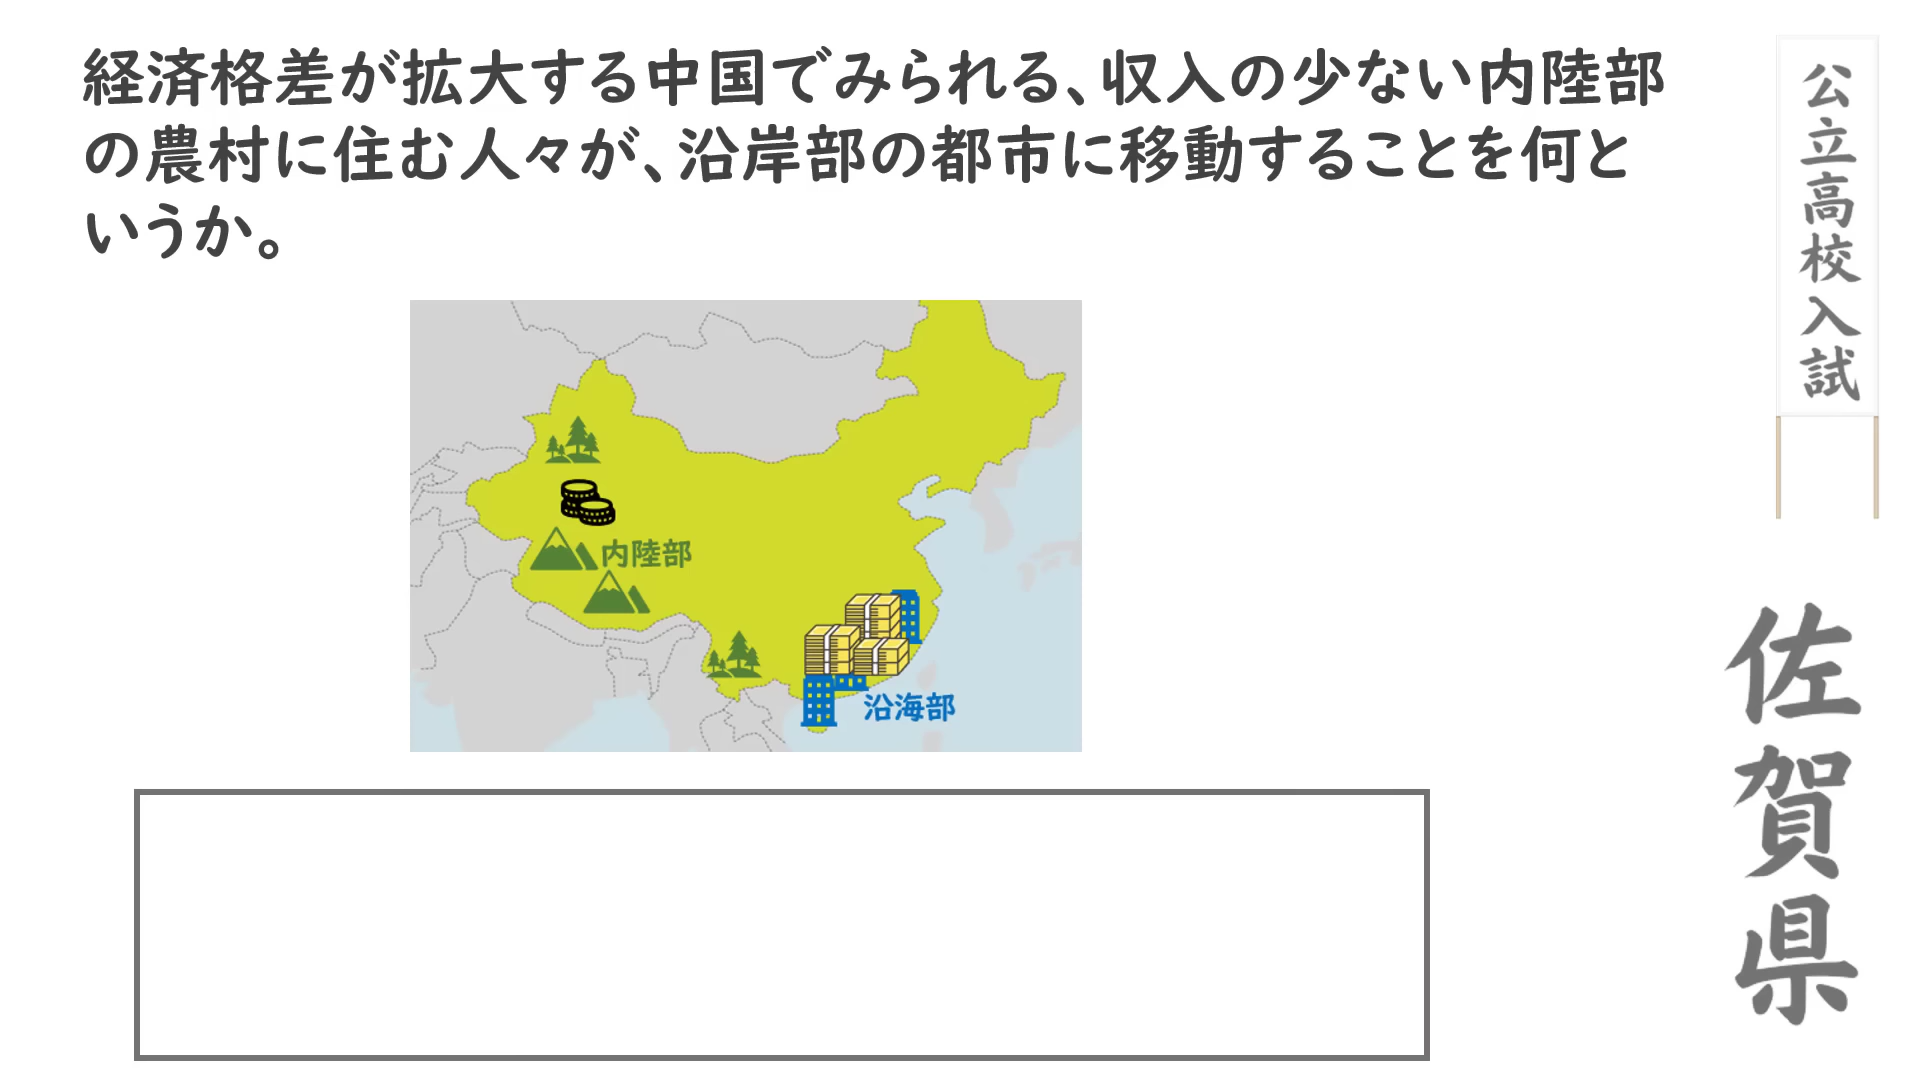 経済格差が拡大する中国でみられる、収入の少ない内陸部
の農村に住む人々が、沿岸部の都市に移動することを何と
いうか。
内陸部
沿海部
公立高校入試
佐賀県